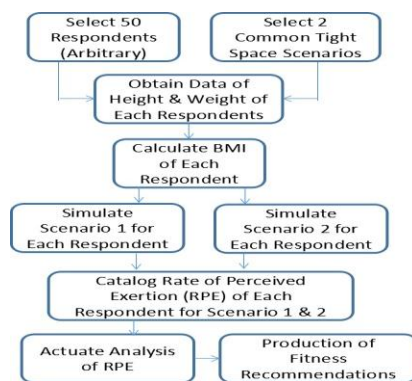 Select 50
Respondents
(Arbitrary)
Select 2
Common Tight
Space Scenarios
Obtain Data of
Height & Weight of
Each Respondents
Calculate BMI
of Each
Respondent
Simulate
Scenario 1 for
Each Respondent
Simulate
Scenario 2 for
Each Respondent
Catalog Rate of Perceived
Exertion (RPE) of Each
Respondent for Scenario 1 & 2
Actuate Analysis
of RPE
Production of
Fitness
Recommendations